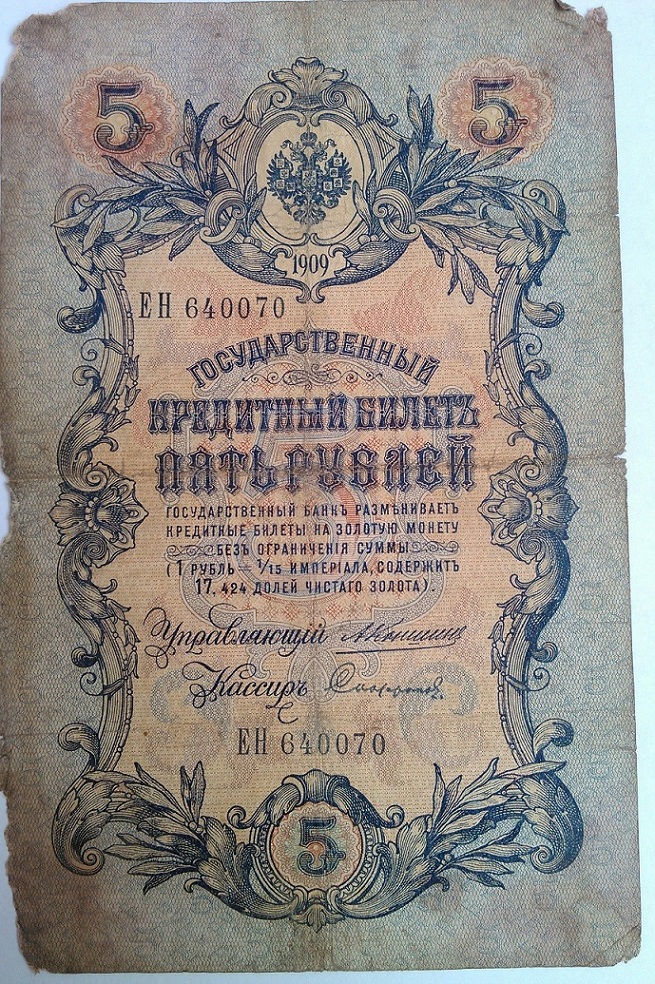 5 5
1909
ЕН 640070
ГОСУДАРСТВЕННЫЙ
КРЕДИТНЫЙ БИЛЕТЪ
ПЯТЬ РУБЛЕЙ
ГОСУДАРСТВЕННЫЙ БАНКЪ РАЗМѢНИВАЕТЪ
КРЕДИТНЫЕ БИЛЕТЫ НА ЗОЛОТУЮ МОНЕТУ
БЕЗЪ ОГРАНИЧЕНІЯ СУММЫ
(1 РУБЛЬ = 1/15 ИМПЕРІАЛА, СОДЕРЖИТЪ
17.424 ДОЛЕЙ ЧИСТАГО ЗОЛОТА).
Управляющій
Кассиръ
ЕН 640070
5